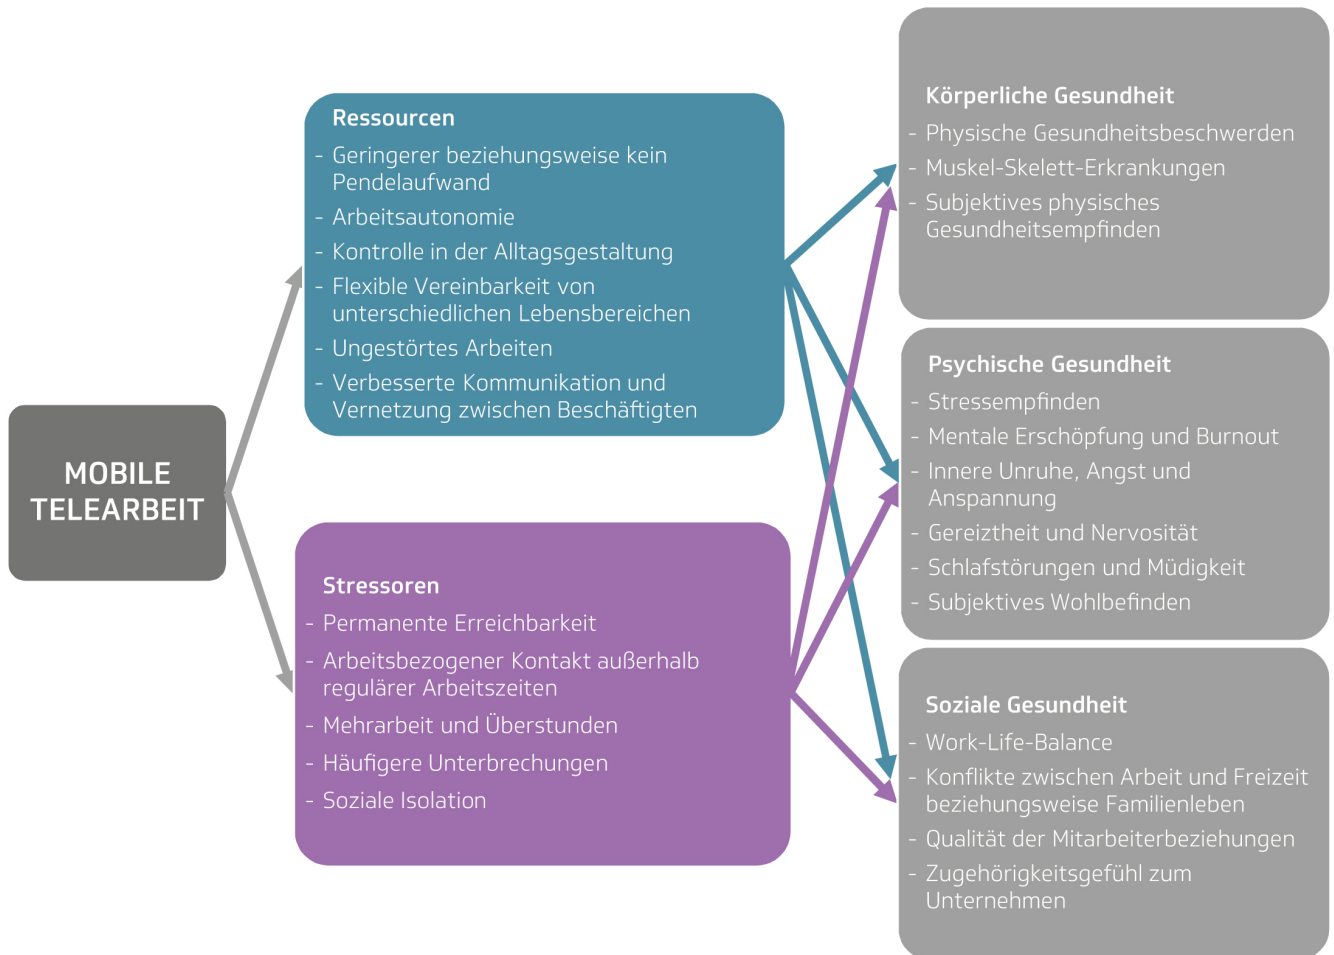 MOBILE
TELEARBEIT
Ressourcen
- Geringerer beziehungsweise kein
Pendelaufwand
- Arbeitsautonomie
- Kontrolle in der Alltagsgestaltung
- Flexible Vereinbarkeit von
unterschiedlichen Lebensbereichen
- Ungestörtes Arbeiten
- Verbesserte Kommunikation und
Vernetzung zwischen Beschäftigten
Stressoren
- Permanente Erreichbarkeit
- Arbeitsbezogener Kontakt außerhalb
regulärer Arbeitszeiten
- Mehrarbeit und Überstunden
- Häufigere Unterbrechungen
- Soziale Isolation
Körperliche Gesundheit
- Physische Gesundheitsbeschwerden
- Muskel-Skelett-Erkrankungen
- Subjektives physisches
Gesundheitsempfinden
Psychische Gesundheit
- Stressempfinden
- Mentale Erschöpfung und Burnout
- Innere Unruhe, Angst und
Anspannung
- Gereiztheit und Nervosität
- Schlafstörungen und Müdigkeit
- Subjektives Wohlbefinden
Soziale Gesundheit
- Work-Life-Balance
- Konflikte zwischen Arbeit und Freizeit
beziehungsweise Familienleben
- Qualität der Mitarbeiterbeziehungen
- Zugehörigkeitsgefühl zum
Unternehmen